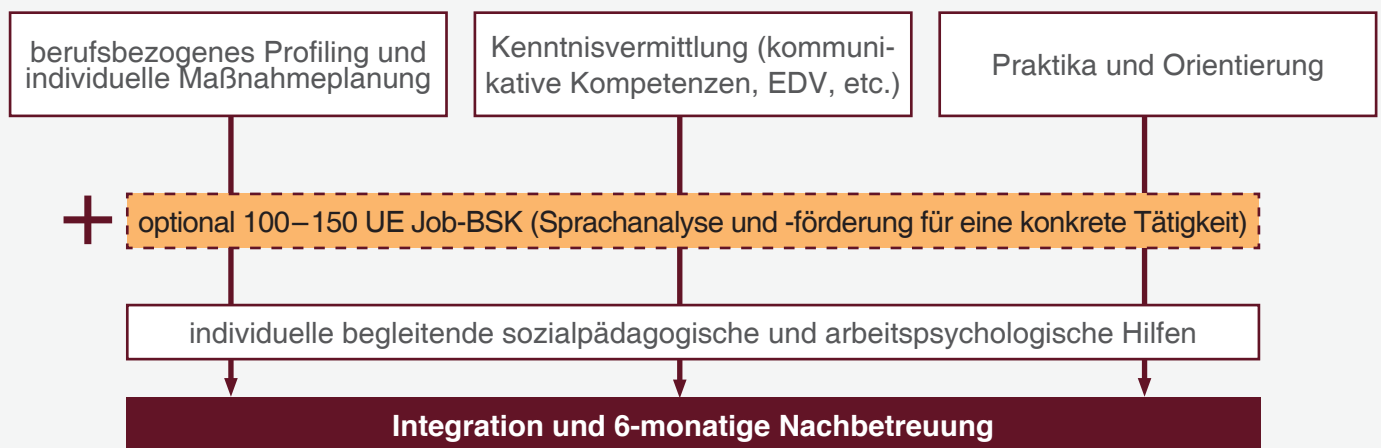 berufsbezogenes Profiling und
individuelle Maßnahmeplanung
Kenntnisvermittlung (kommuni-
kative Kompetenzen, EDV, etc.)
Praktika und Orientierung
+ optional 100–150 UE Job-BSK (Sprachanalyse und -förderung für eine konkrete Tätigkeit)
individuelle begleitende sozialpädagogische und arbeitspsychologische Hilfen
Integration und 6-monatige Nachbetreuung